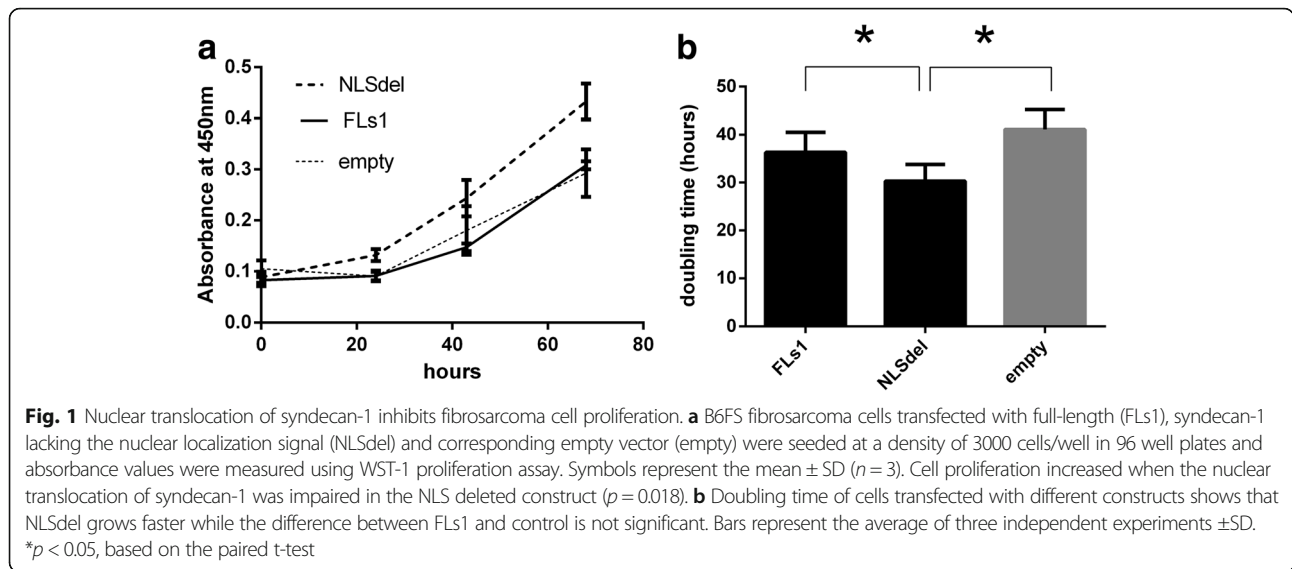 a
0.5
0.4
0.3
0.2
0.1
0.0
Absorbance at 450nm
NLSdel
FLs1
empty
0
20
40
60
80
hours
b
*
*
50
40
30
20
10
0
doubling time (hours)
FLs1
NLSdel
empty
Fig. 1 Nuclear translocation of syndecan-1 inhibits fibrosarcoma cell proliferation. a B6FS fibrosarcoma cells transfected with full-length (FLs1), syndecan-1
lacking the nuclear localization signal (NLSdel) and corresponding empty vector (empty) were seeded at a density of 3000 cells/well in 96 well plates and
absorbance values were measured using WST-1 proliferation assay. Symbols represent the mean ± SD (n = 3). Cell proliferation increased when the nuclear
translocation of syndecan-1 was impaired in the NLS deleted construct (p = 0.018). b Doubling time of cells transfected with different constructs shows that
NLSdel grows faster while the difference between FLs1 and control is not significant. Bars represent the average of three independent experiments ±SD.
*p < 0.05, based on the paired t-test